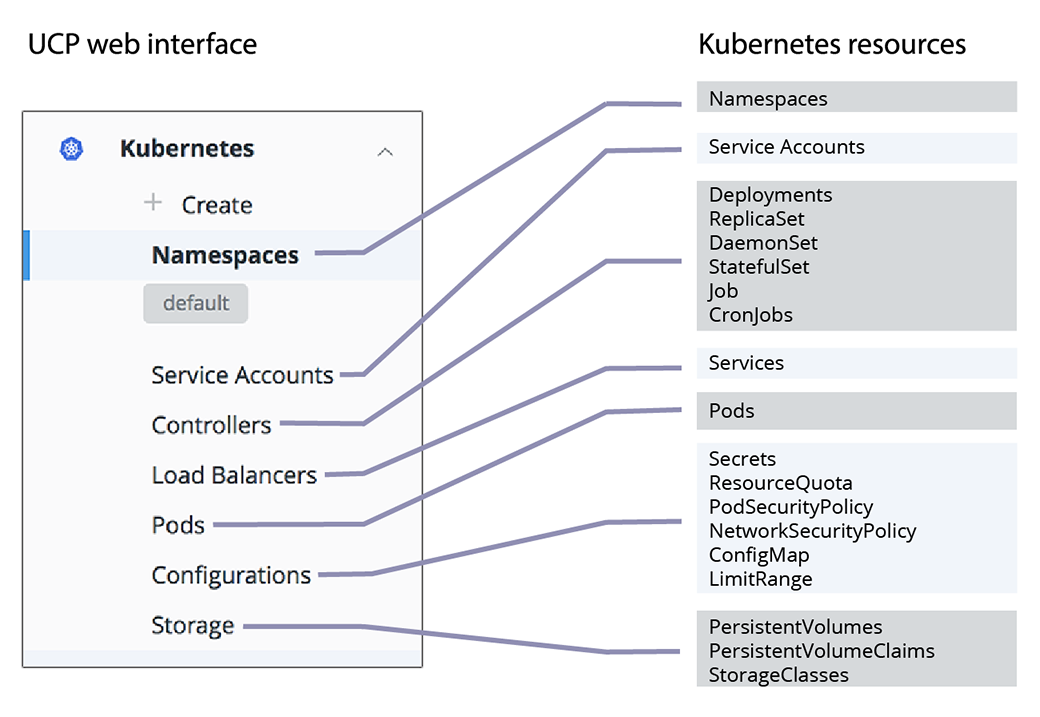 UCP web interface
Kubernetes
+ Create
Namespaces
default
Service Accounts
Controllers
Load Balancers
Pods
Configurations
Storage
Kubernetes resources
Namespaces
Service Accounts
Deployments
ReplicaSet
DaemonSet
StatefulSet
Job
CronJobs
Services
Pods
Secrets
ResourceQuota
PodSecurityPolicy
NetworkSecurityPolicy
ConfigMap
LimitRange
PersistentVolumes
PersistentVolumeClaims
StorageClasses